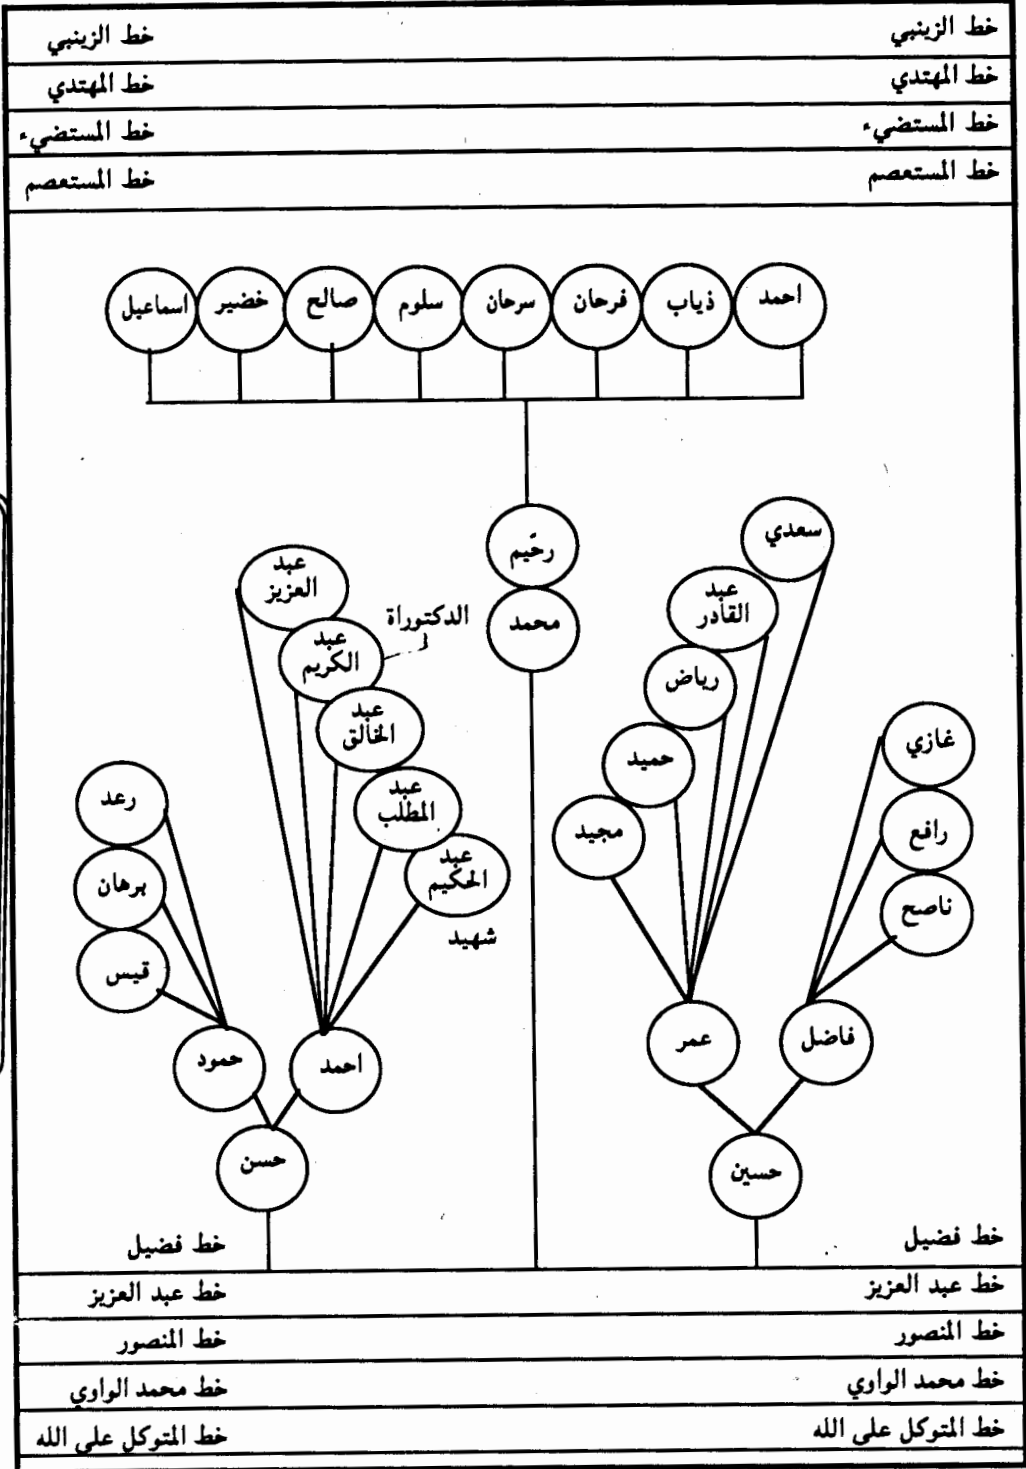 خط الزينبي خط الزينبي
خط المهتدي خط المهتدي
خط المستضيء خط المستضيء
خط المستعصم خط المستعصم
احمد ذياب فرحان سرحان سلوم صالح خضير اسماعيل
رحّيم
محمد
سعدي
عبد
القادر
رياض
حميد
مجيد
غازي
رافع
ناصح
عمر
فاضل
حسين
عبد
العزيز
عبد
الكريم
الدكتوراة
عبد
الخالق
عبد
المطلب
عبد
الحكيم
شهيد
رعد
برهان
قيس
احمد
حمود
حسن
خط فضيل خط فضيل
خط عبد العزيز خط عبد العزيز
خط المنصور خط المنصور
خط محمد الواوي خط محمد الواوي
خط المتوكل على الله خط المتوكل على الله